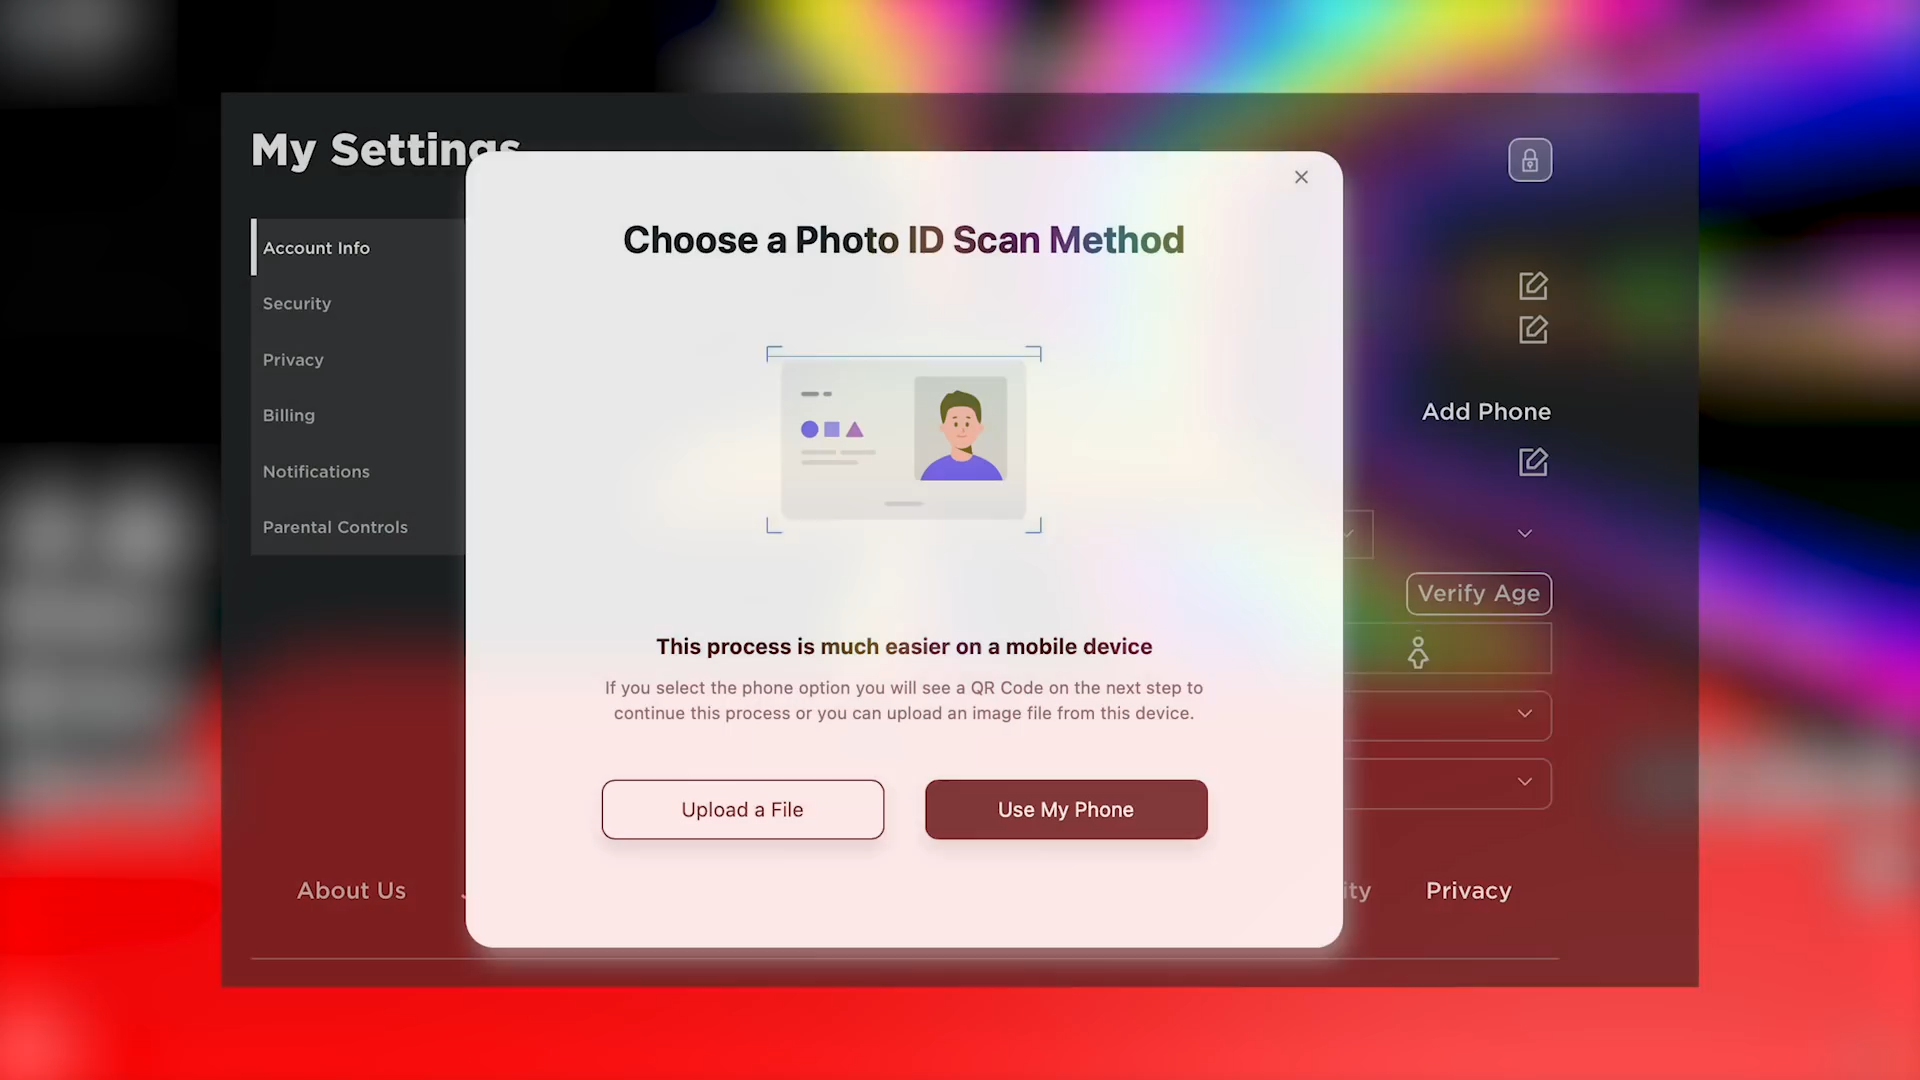 My Settings
Account Info
Security
Privacy
Billing
Notifications
Parental Controls
Choose a Photo ID Scan Method
This process is much easier on a mobile device
If you select the phone option you will see a QR Code on the next step to
continue this process or you can upload an image file from this device.
Upload a File
Use My Phone
Add Phone
Verify Age
About Us
Privacy